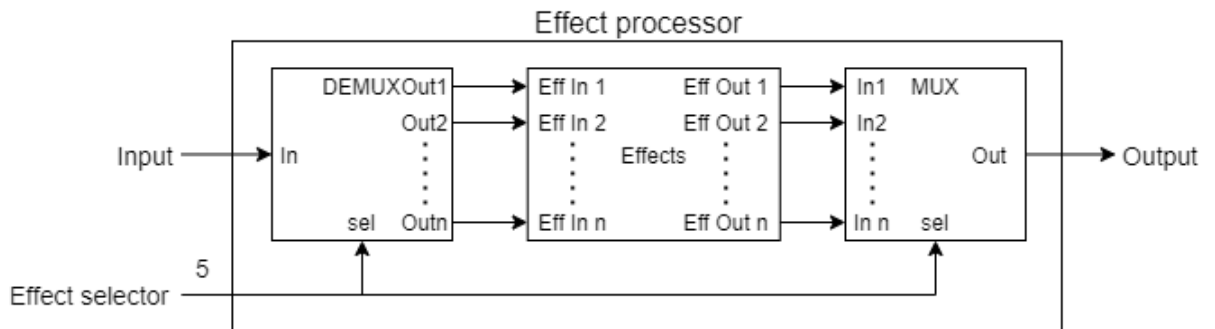 Effect processor
DEMUX Out1 Eff In 1 Eff Out 1 In1 MUX
Out2 Eff In 2 Eff Out 2 In2
Input In Effects Out Output
sel Outn Eff In n Eff Out n In n sel
5
Effect selector